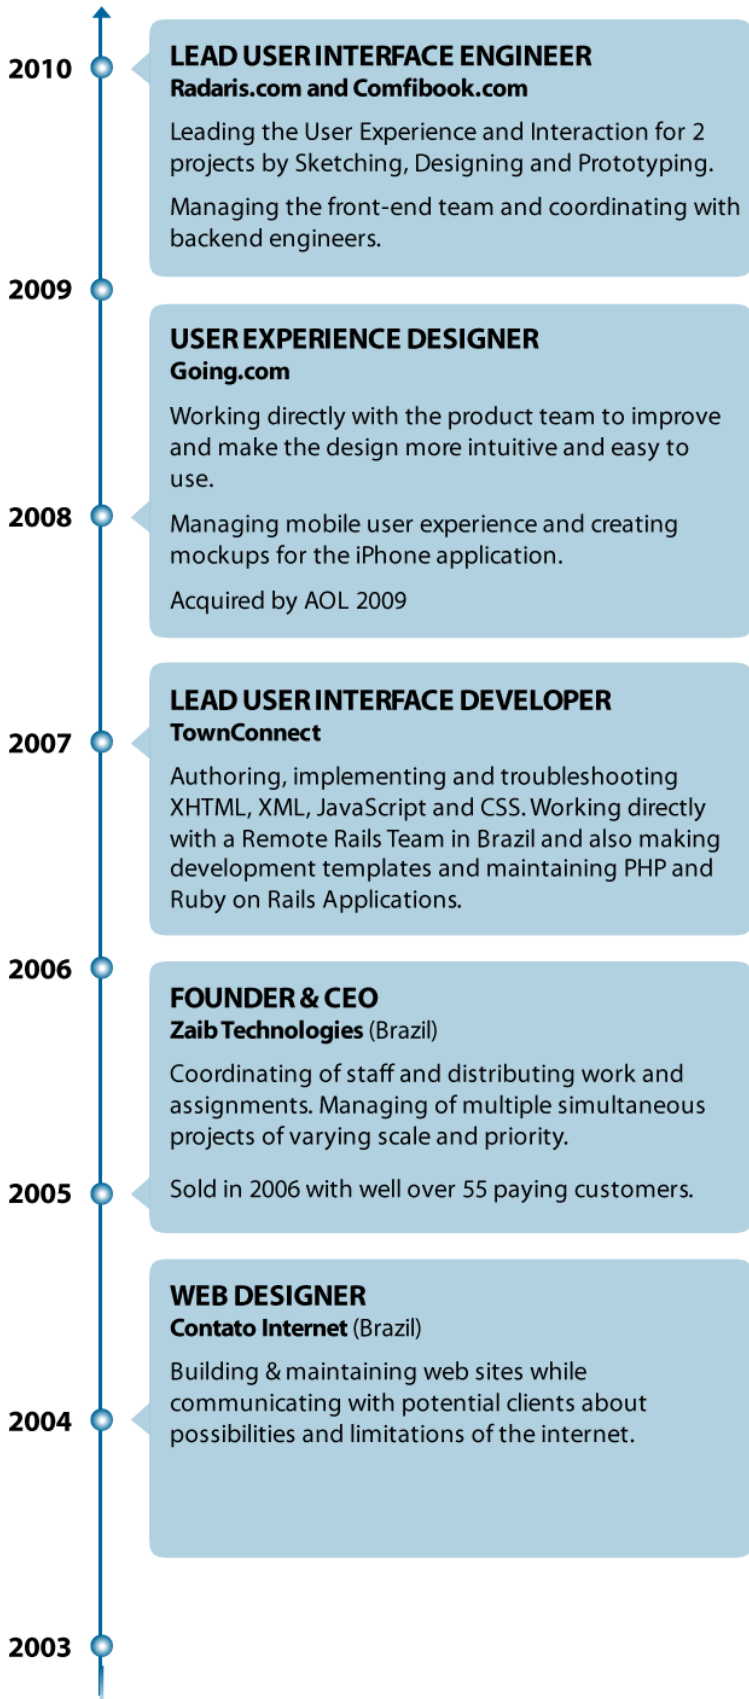 2010
LEAD USER INTERFACE ENGINEER
Radaris.com and Comfibook.com
Leading the User Experience and Interaction for 2
projects by Sketching, Designing and Prototyping.
Managing the front-end team and coordinating with
backend engineers.
2009
USER EXPERIENCE DESIGNER
Going.com
Working directly with the product team to improve
and make the design more intuitive and easy to
use.
2008
Managing mobile user experience and creating
mockups for the iPhone application.
Acquired by AOL 2009
LEAD USER INTERFACE DEVELOPER
TownConnect
2007
Authoring, implementing and troubleshooting
XHTML, XML, JavaScript and CSS. Working directly
with a Remote Rails Team in Brazil and also making
development templates and maintaining PHP and
Ruby on Rails Applications.
2006
FOUNDER & CEO
Zaib Technologies (Brazil)
Coordinating of staff and distributing work and
assignments. Managing of multiple simultaneous
projects of varying scale and priority.
2005
Sold in 2006 with well over 55 paying customers.
WEB DESIGNER
Contato Internet (Brazil)
Building & maintaining web sites while
communicating with potential clients about
possibilities and limitations of the internet.
2004
2003